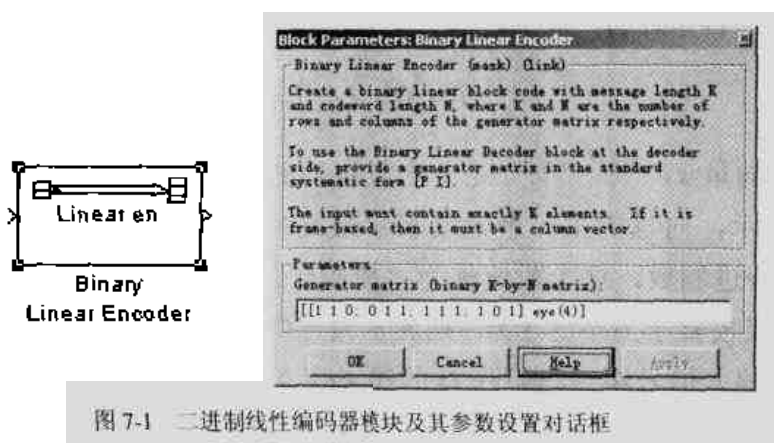 Linear en
Binary
Linear Encoder
Block Parameters: Binary Linear Encoder
Binary Linear Encoder (mask) (link)
Create a binary linear block code with message length K
and codeword length N, where K and N are the number of
rows and columns of the generator matrix respectively.
To use the Binary Linear Decoder block at the decoder
side, provide a generator matrix in the standard
systematic form [P I]
The input must contain exactly K elements. If it is
frame-based, then it must be a column vector.
Parameters
Generator matrix (binary K-by-N matrix):
[[1 1 0; 0 1 1; 1 1 1; 1 0 1] eye(4)]
OK Cancel Help Apply
图 7-1 二进制线性编码器模块及其参数设置对话框